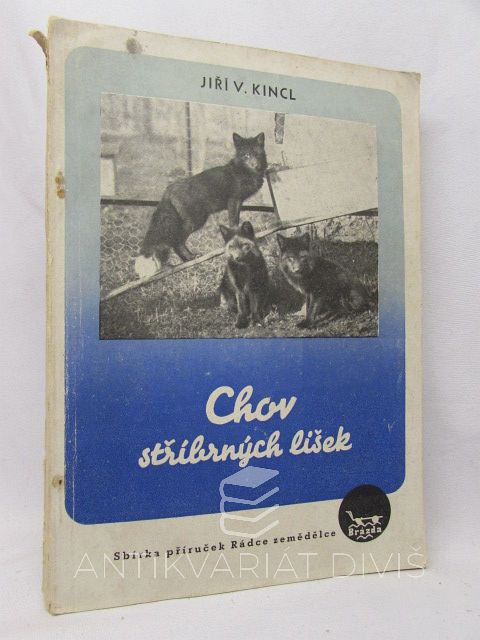 JIŘÍ V. KINCL
Chov
stříbrných lišek
Brázda
Sbírka příruček Rádce zemědělce
ANTIKVARIÁT DIVIŠ